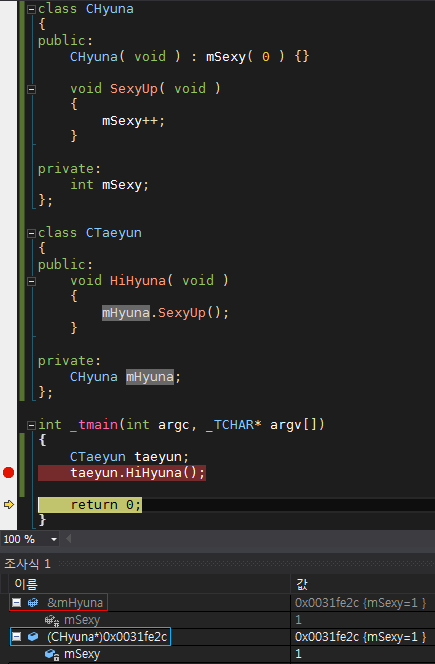 class CHyuna
{
public:
    CHyuna( void ) : mSexy( 0 ) {}

    void SexyUp( void )
    {
        mSexy++;
    }

private:
    int mSexy;
};

class CTaeyun
{
public:
    void HiHyuna( void )
    {
        mHyuna.SexyUp();
    }

private:
    CHyuna mHyuna;
};

int _tmain(int argc, _TCHAR* argv[])
{
    CTaeyun taeyun;
    taeyun.HiHyuna();

    return 0;
}
100 %
조사식 1
이름 값
&mHyuna 0x0031fe2c {mSexy=1 }
mSexy 1
(CHyuna*)0x0031fe2c 0x0031fe2c {mSexy=1 }
mSexy 1